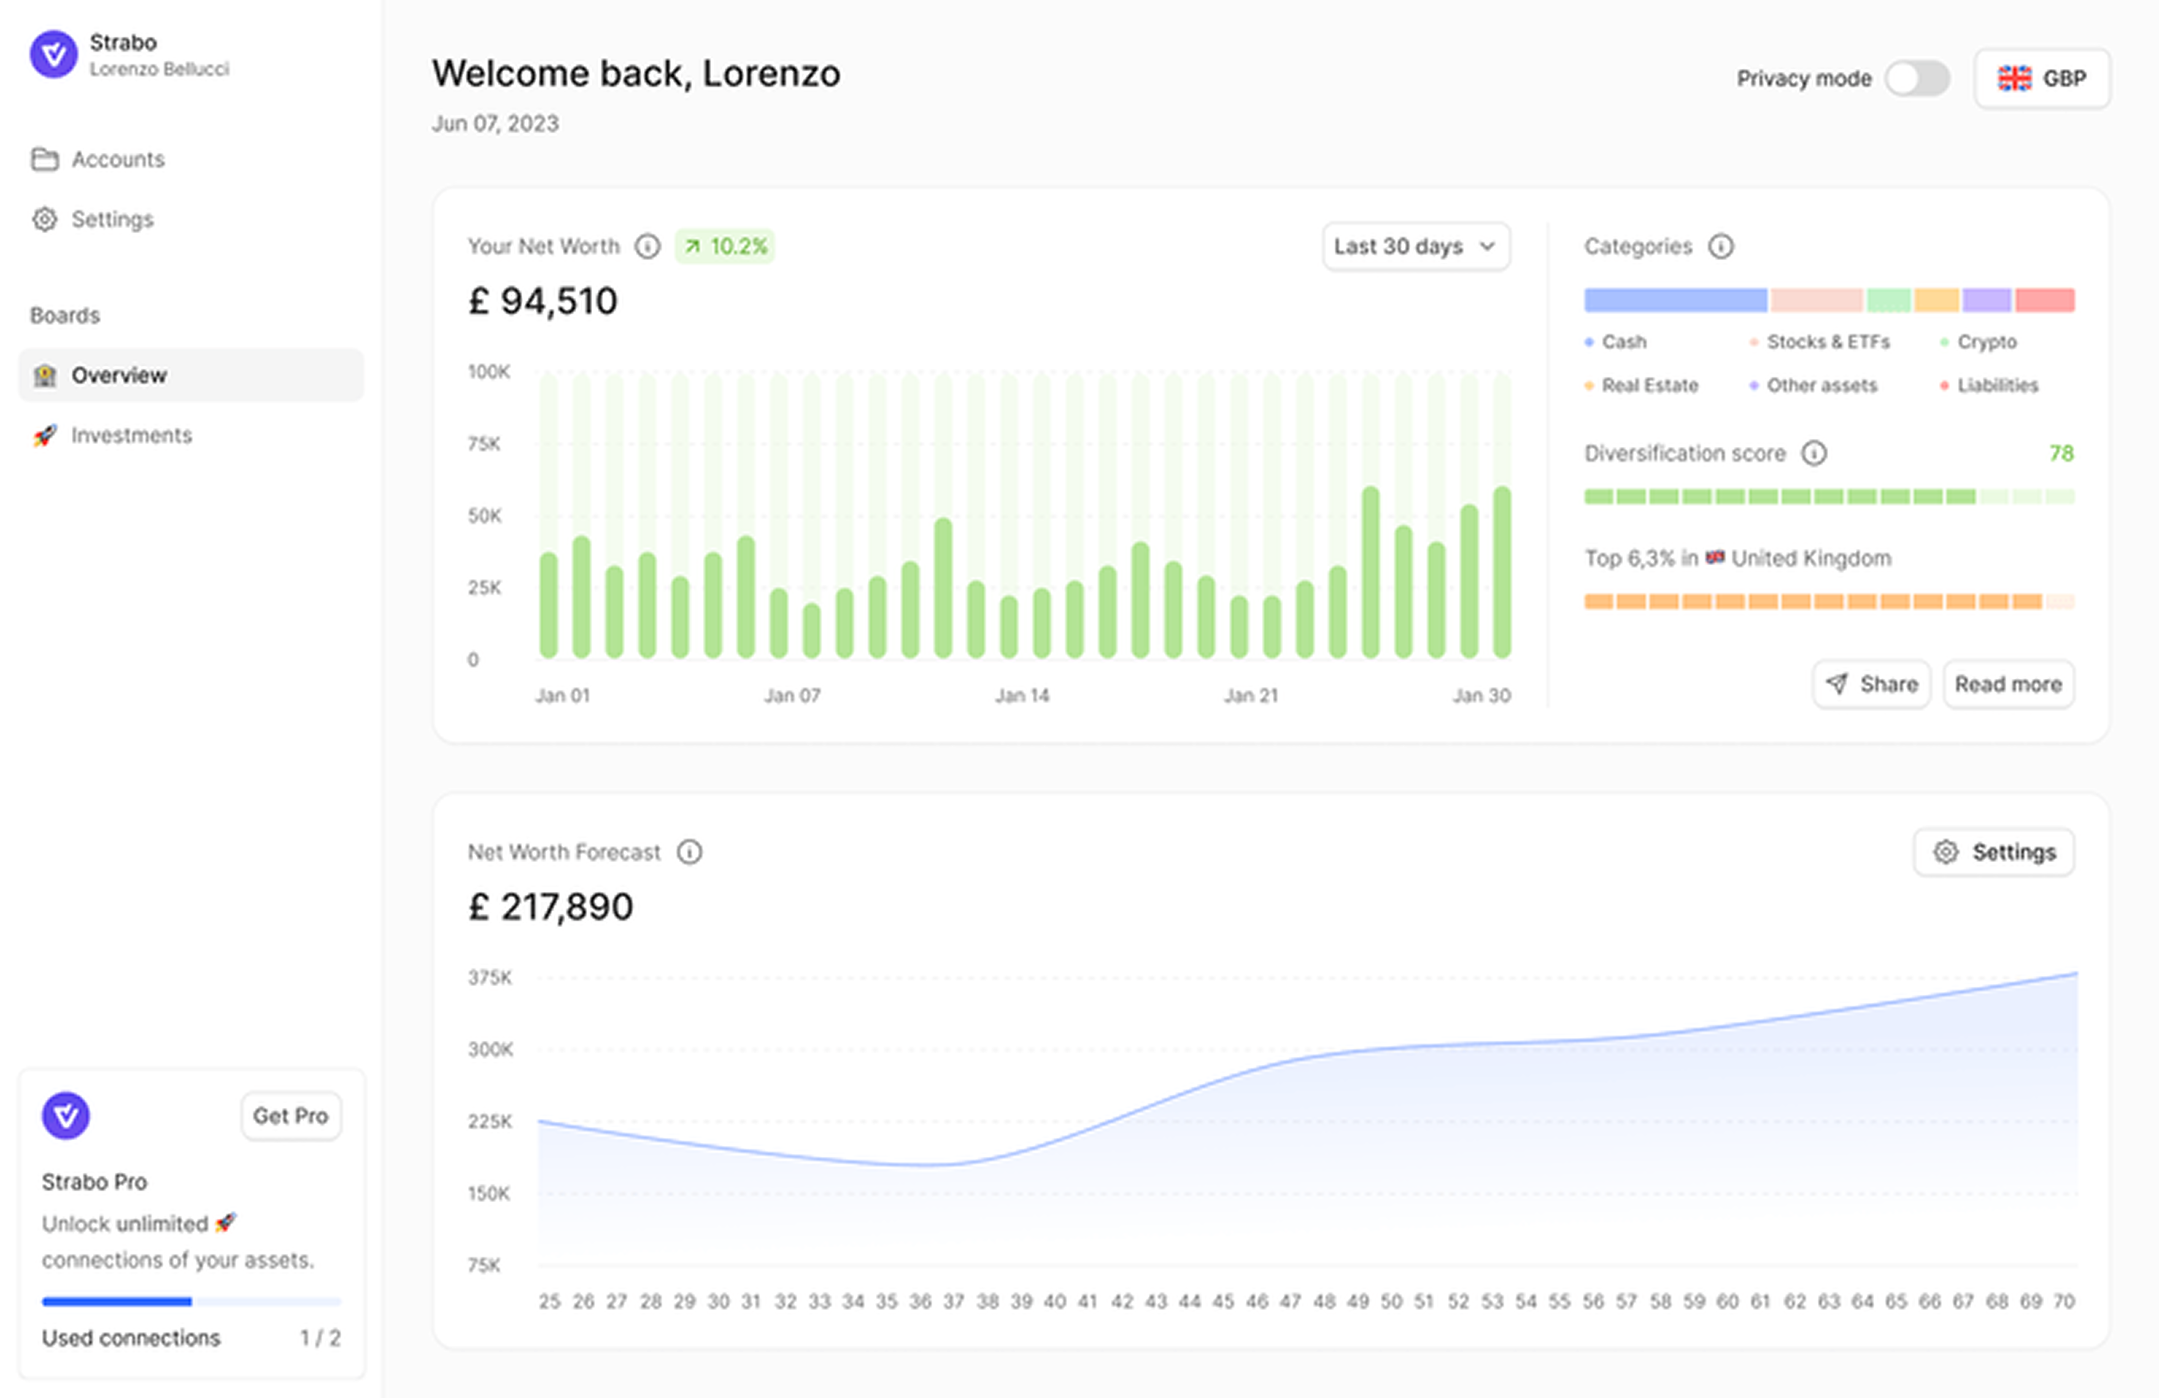 Strabo
Lorenzo Bellucci
Accounts
Settings
Boards
Overview
Investments
Get Pro
Strabo Pro
Unlock unlimited 🚀
connections of your assets.
Used connections 1 / 2
Welcome back, Lorenzo
Jun 07, 2023
Privacy mode
GBP
Your Net Worth 10.2%
Last 30 days
£ 94,510
100K
75K
50K
25K
0
Jan 01 Jan 07 Jan 14 Jan 21 Jan 30
Categories
Cash Stocks & ETFs Crypto
Real Estate Other assets Liabilities
Diversification score 78
Top 6,3% in 🇬🇧 United Kingdom
Share Read more
Net Worth Forecast
Settings
£ 217,890
375K
300K
225K
150K
75K
25 26 27 28 29 30 31 32 33 34 35 36 37 38 39 40 41 42 43 44 45 46 47 48 49 50 51 52 53 54 55 56 57 58 59 60 61 62 63 64 65 66 67 68 69 70